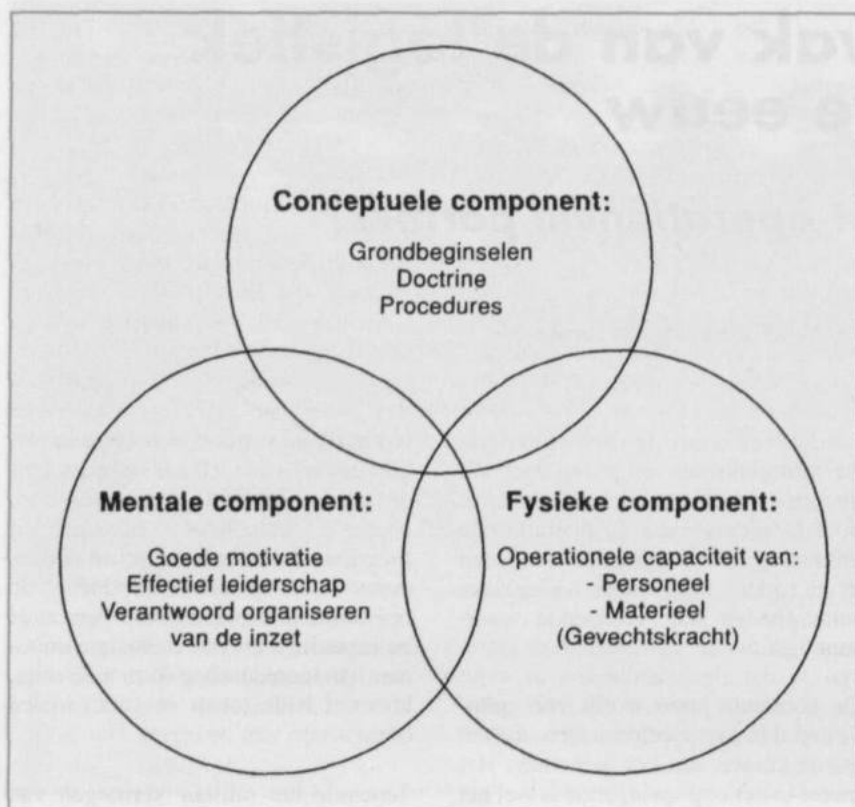 Conceptuele component:
Grondbeginselen
Doctrine
Procedures
Mentale component:
Goede motivatie
Effectief leiderschap
Verantwoord organiseren
van de inzet
Fysieke component:
Operationele capaciteit van:
- Personeel
- Materieel
(Gevechtskracht)